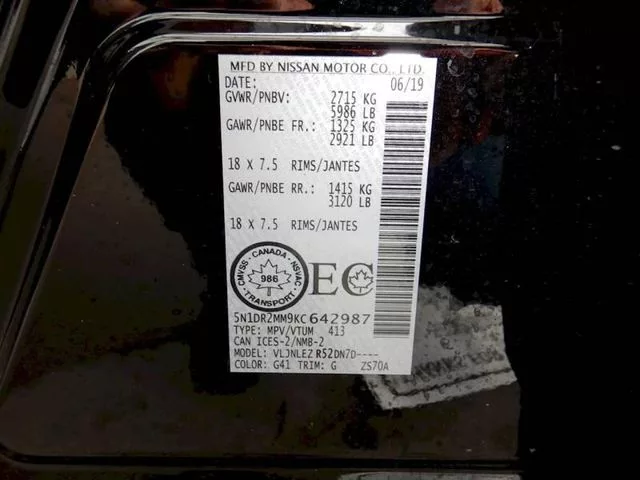 MFD BY NISSAN MOTOR CO., LTD.
DATE: 06/19
GVWR/PNBV: 2715 KG
5986 LB
GAWR/PNBE FR.: 1325 KG
2921 LB
18 X 7.5 RIMS/JANTES
GAWR/PNBE RR.: 1415 KG
3120 LB
18 X 7.5 RIMS/JANTES
CANADA
CMVSS NSVAC
986
TRANSPORT
EC
5N1DR2MM9KC642987
TYPE: MPV/VTUM 413
CAN ICES-2/NMB-2
MODEL: VLJNLEZ R52DN7D----
COLOR: G41 TRIM: G ZS70A